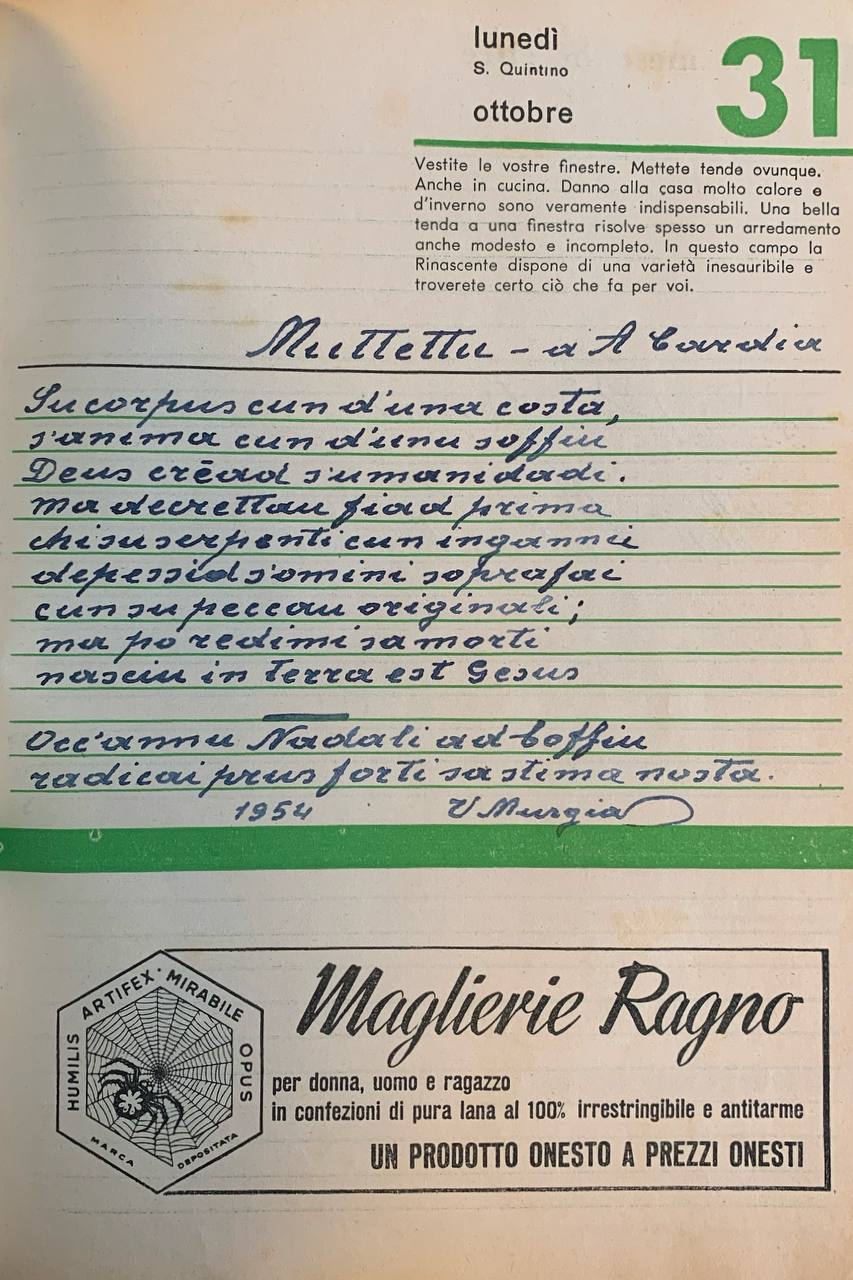 lunedì
S. Quintino
ottobre
31
Vestite le vostre finestre. Mettete tende ovunque.
Anche in cucina. Danno alla casa molto calore e
d'inverno sono veramente indispensabili. Una bella
tenda a una finestra risolve spesso un arredamento
anche modesto e incompleto. In questo campo la
Rinascente dispone di una varietà inesauribile e
troverete certo ciò che fa per voi.
Muttettu - a A Cardia
Su corpus cun d'una costa,
s'anima cun d'unu soffiu
Deus crēad s'umanidadi.
ma decrettau fiad prima
chi su serpenti cun ingannu
depessid s'omini soprafai
cun su peccau originali;
ma po redimi sa morti
nasciu in terra est Gesus
Occ'annu Nadali ad boffiu
radicai prus forti sa stima nosta.
1954 V Murgia
HUMILIS ARTIFEX · MIRABILE OPUS
MARCA DEPOSITATA
Maglierie Ragno
per donna, uomo e ragazzo
in confezioni di pura lana al 100% irrestringibile e antitarme
UN PRODOTTO ONESTO A PREZZI ONESTI